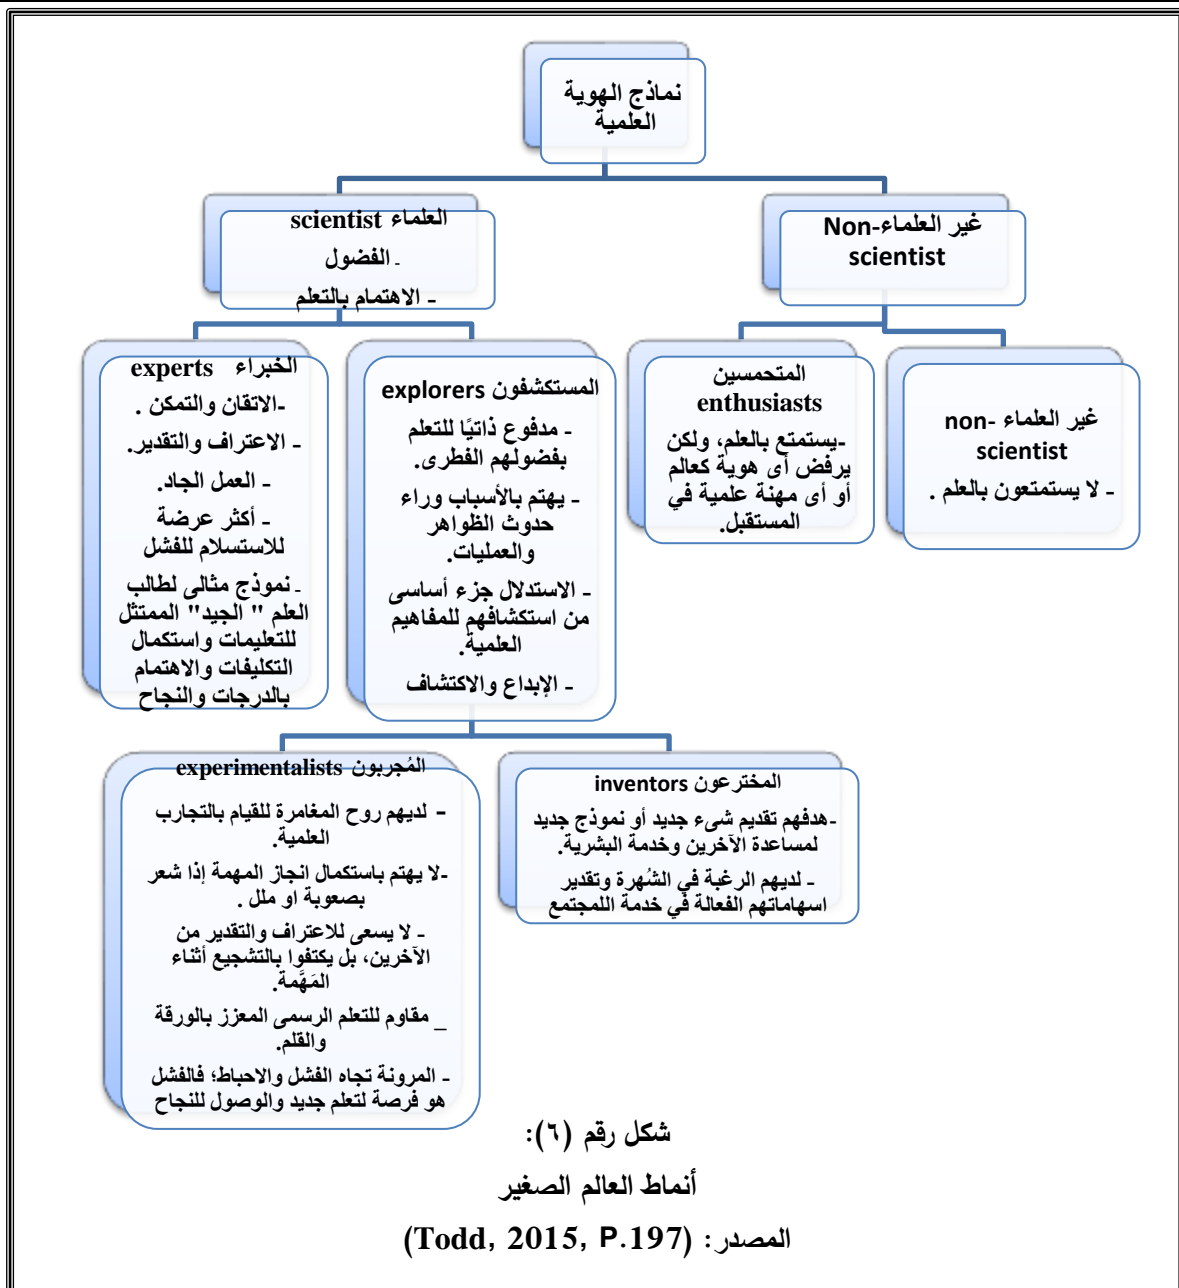 نماذج الهوية
العلمية
العلماء scientist
- الفضول
- الاهتمام بالتعلم
غير العلماء-Non
scientist
الخبراء experts
-الاتقان والتمكن .
- الاعتراف والتقدير.
- العمل الجاد.
- أكثر عرضة
للاستسلام للفشل
- نموذج مثالى لطالب
العلم " الجيد" الممتثل
للتعليمات واستكمال
التكليفات والاهتمام
بالدرجات والنجاح
المستكشفون explorers
- مدفوع ذاتيًا للتعلم
بفضولهم الفطرى.
- يهتم بالأسباب وراء
حدوث الظواهر
والعمليات.
- الاستدلال جزء أساسى
من استكشافهم للمفاهيم
العلمية.
- الإبداع والاكتشاف
المتحمسين
enthusiasts
-يستمتع بالعلم، ولكن
يرفض أى هوية كعالم
أو أى مهنة علمية في
المستقبل.
غير العلماء -non
scientist
- لا يستمتعون بالعلم .
المُجربون experimentalists
- لديهم روح المغامرة للقيام بالتجارب
العلمية.
-لا يهتم باستكمال انجاز المهمة إذا شعر
بصعوبة او ملل .
- لا يسعى للاعتراف والتقدير من
الآخرين، بل يكتفوا بالتشجيع أثناء
المَهَّمة.
_ مقاوم للتعلم الرسمى المعزز بالورقة
والقلم.
- المرونة تجاه الفشل والاحباط؛ فالفشل
هو فرصة لتعلم جديد والوصول للنجاح
المخترعون inventors
-هدفهم تقديم شىء جديد أو نموذج جديد
لمساعدة الآخرين وخدمة البشرية.
- لديهم الرغبة في الشُهرة وتقدير
اسهاماتهم الفعالة في خدمة اللمجتمع
شكل رقم (٦):
أنماط العالم الصغير
المصدر: (Todd, 2015, P.197)